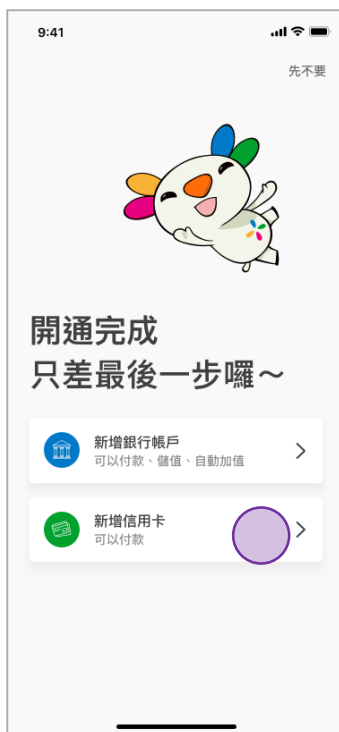 9:41
先不要
開通完成
只差最後一步囉～
新增銀行帳戶
可以付款、儲值、自動加值
新增信用卡
可以付款